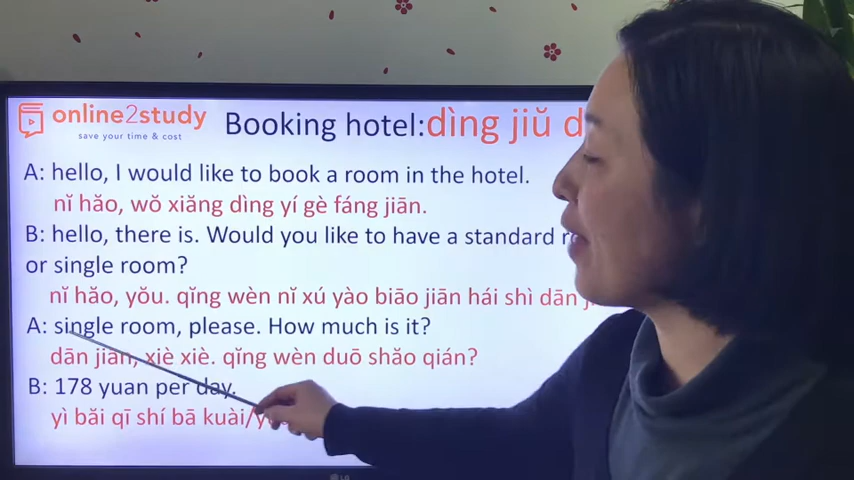 online2study
save your time & cost
Booking hotel:dìng jiǔ d
A: hello, I would like to book a room in the hotel.
nǐ hǎo, wǒ xiǎng dìng yí gè fáng jiān.
B: hello, there is. Would you like to have a standard
or single room?
nǐ hǎo, yǒu. qǐng wèn nǐ xú yào biāo jiān hái shì dān
A: single room, please. How much is it?
dān jiān, xiè xiè. qǐng wèn duō shǎo qián?
B: 178 yuan per day.
yì bǎi qī shí bā kuài/
LG